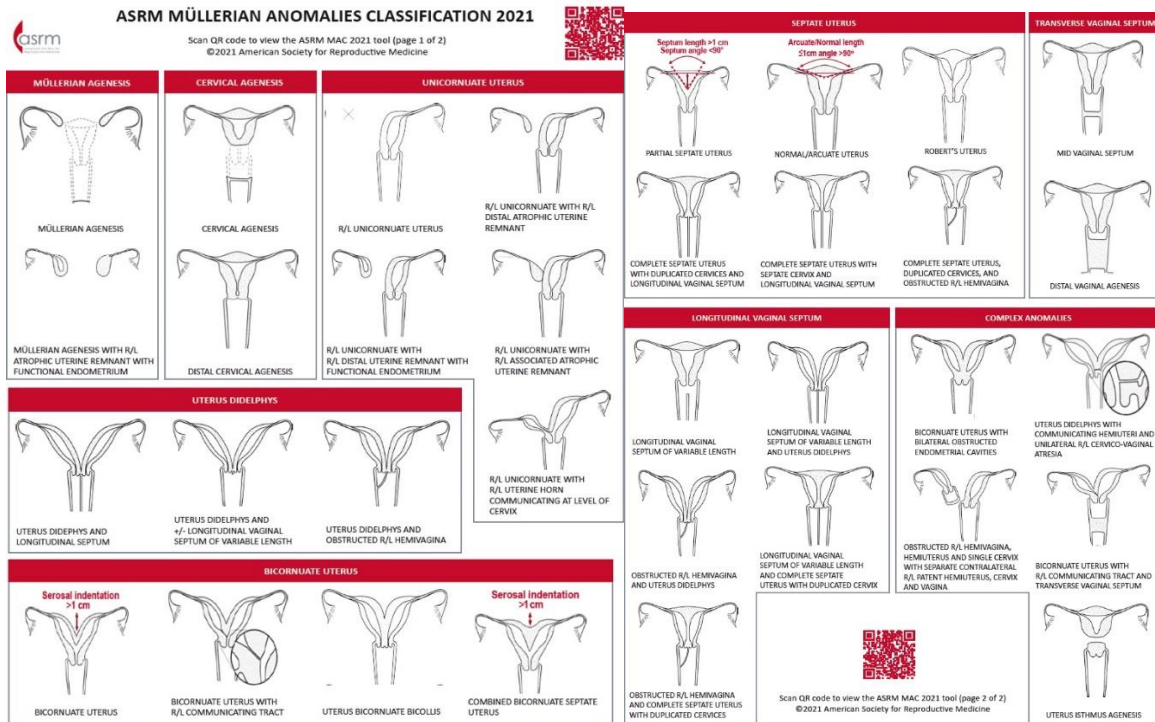 ASRM MÜLLERIAN ANOMALIES CLASSIFICATION 2021
asrm
Scan QR code to view the ASRM MAC 2021 tool (page 1 of 2)
©2021 American Society for Reproductive Medicine
MÜLLERIAN AGENESIS
MÜLLERIAN AGENESIS
MÜLLERIAN AGENESIS WITH R/L
ATROPHIC UTERINE REMNANT WITH
FUNCTIONAL ENDOMETRIUM
CERVICAL AGENESIS
CERVICAL AGENESIS
DISTAL CERVICAL AGENESIS
UNICORNUATE UTERUS
R/L UNICORNUATE UTERUS
R/L UNICORNUATE WITH R/L
DISTAL ATROPHIC UTERINE
REMNANT
R/L UNICORNUATE WITH
R/L DISTAL UTERINE REMNANT WITH
FUNCTIONAL ENDOMETRIUM
R/L UNICORNUATE WITH
R/L ASSOCIATED ATROPHIC
UTERINE REMNANT
R/L UNICORNUATE WITH
R/L UTERINE HORN
COMMUNICATING AT LEVEL OF
CERVIX
UTERUS DIDELPHYS
UTERUS DIDEPHYS AND
LONGITUDINAL SEPTUM
UTERUS DIDELPHYS AND
+/- LONGITUDINAL VAGINAL
SEPTUM OF VARIABLE LENGTH
UTERUS DIDELPHYS AND
OBSTRUCTED R/L HEMIVAGINA
BICORNUATE UTERUS
Serosal indentation
>1 cm
BICORNUATE UTERUS
BICORNUATE UTERUS WITH
R/L COMMUNICATING TRACT
UTERUS BICORNUATE BICOLLIS
Serosal indentation
>1 cm
COMBINED BICORNUATE SEPTATE
UTERUS
SEPTATE UTERUS
Septum length >1 cm
Septum angle <90°
PARTIAL SEPTATE UTERUS
Arcuate/Normal length
≤1cm angle >90°
NORMAL/ARCUATE UTERUS
ROBERT'S UTERUS
COMPLETE SEPTATE UTERUS
WITH DUPLICATED CERVICES AND
LONGITUDINAL VAGINAL SEPTUM
COMPLETE SEPTATE UTERUS WITH
SEPTATE CERVIX AND
LONGITUDINAL VAGINAL SEPTUM
COMPLETE SEPTATE UTERUS,
DUPLICATED CERVICES, AND
OBSTRUCTED R/L HEMIVAGINA
TRANSVERSE VAGINAL SEPTUM
MID VAGINAL SEPTUM
DISTAL VAGINAL AGENESIS
LONGITUDINAL VAGINAL SEPTUM
LONGITUDINAL VAGINAL
SEPTUM OF VARIABLE LENGTH
LONGITUDINAL VAGINAL
SEPTUM OF VARIABLE LENGTH
AND UTERUS DIDELPHYS
OBSTRUCTED R/L HEMIVAGINA
AND UTERUS DIDELPHYS
LONGITUDINAL VAGINAL
SEPTUM OF VARIABLE LENGTH
AND COMPLETE SEPTATE
UTERUS WITH DUPLICATED CERVIX
OBSTRUCTED R/L HEMIVAGINA
AND COMPLETE SEPTATE UTERUS
WITH DUPLICATED CERVICES
COMPLEX ANOMALIES
BICORNUATE UTERUS WITH
BILATERAL OBSTRUCTED
ENDOMETRIAL CAVITIES
UTERUS DIDELPHYS WITH
COMMUNICATING HEMIUTERI AND
UNILATERAL R/L CERVICO-VAGINAL
ATRESIA
OBSTRUCTED R/L HEMIVAGINA,
HEMIUTERUS AND SINGLE CERVIX
WITH SEPARATE CONTRALATERAL
R/L PATENT HEMIUTERUS, CERVIX
AND VAGINA
BICORNUATE UTERUS WITH
R/L COMMUNICATING TRACT AND
TRANSVERSE VAGINAL SEPTUM
UTERUS ISTHMUS AGENESIS
Scan QR code to view the ASRM MAC 2021 tool (page 2 of 2)
©2021 American Society for Reproductive Medicine